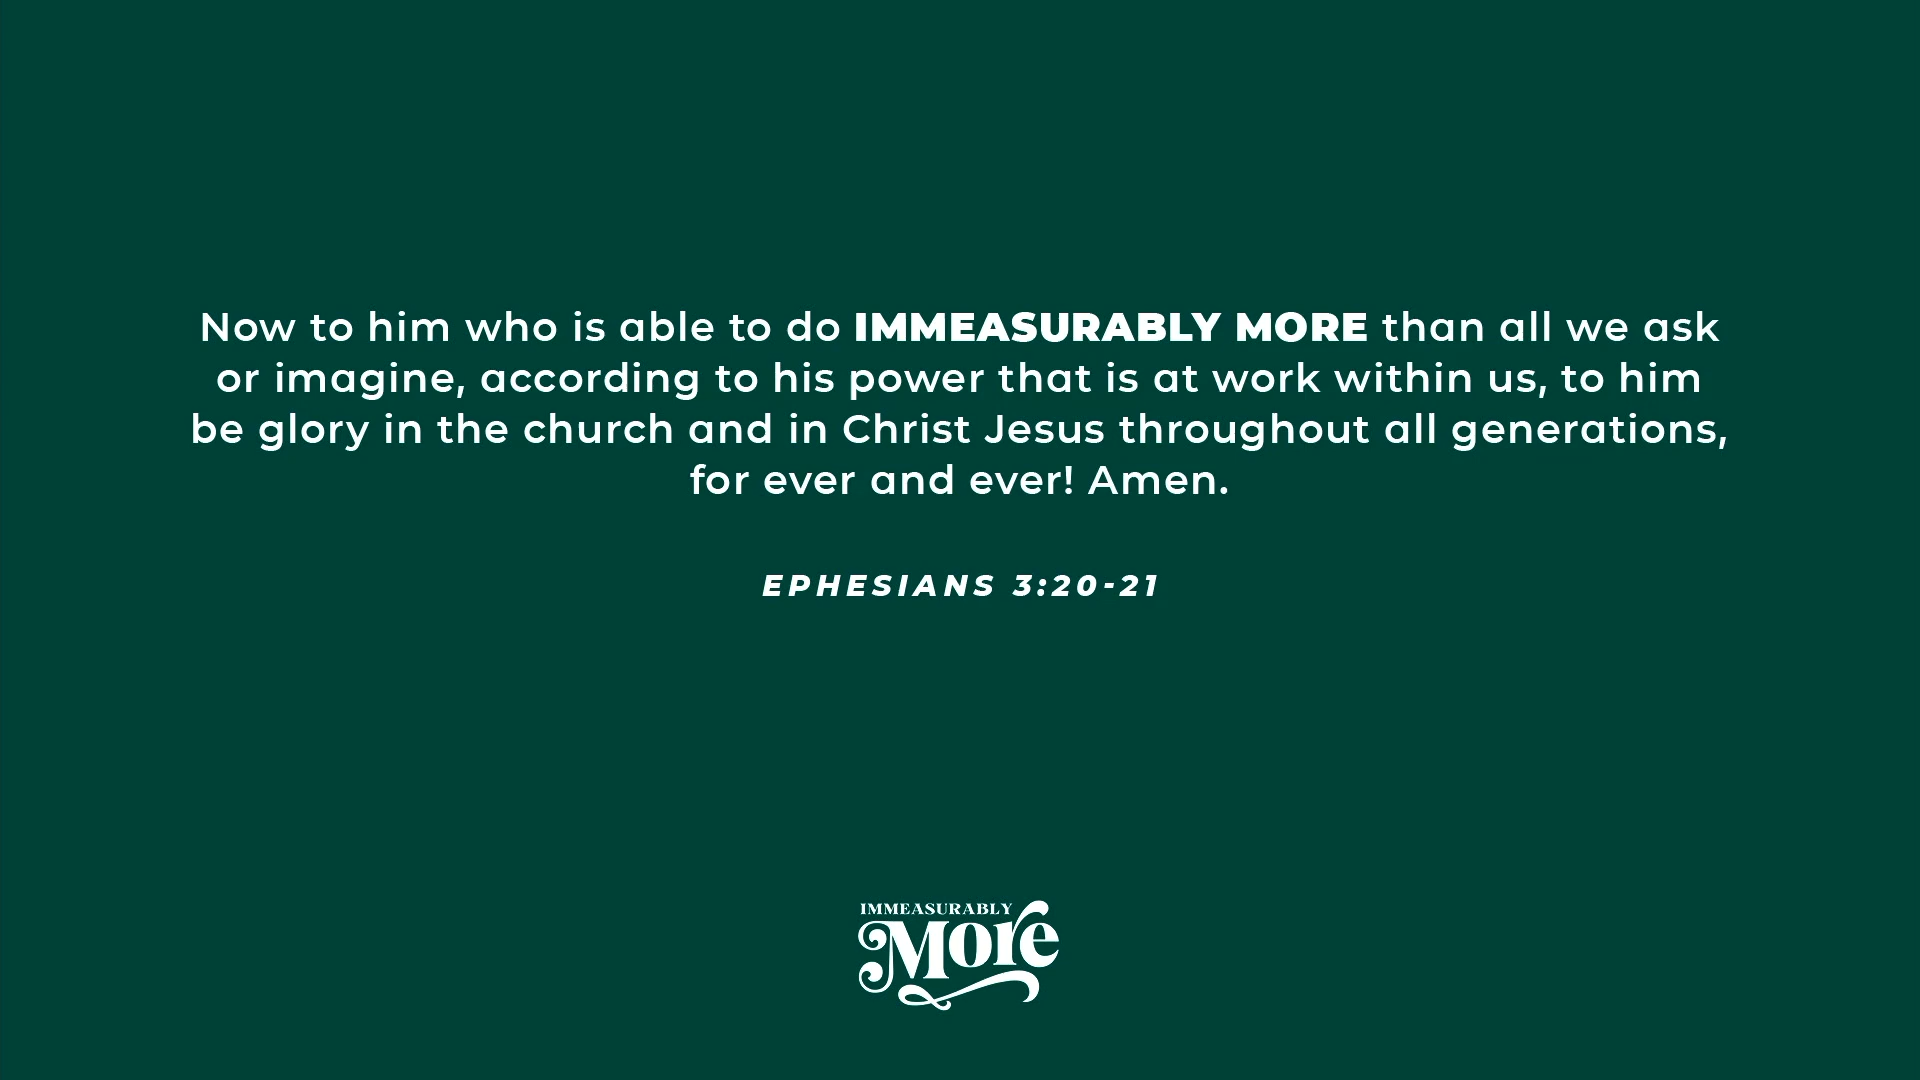 Now to him who is able to do IMMEASURABLY MORE than all we ask
or imagine, according to his power that is at work within us, to him
be glory in the church and in Christ Jesus throughout all generations,
for ever and ever! Amen.
EPHESIANS 3:20-21
IMMEASURABLY
More